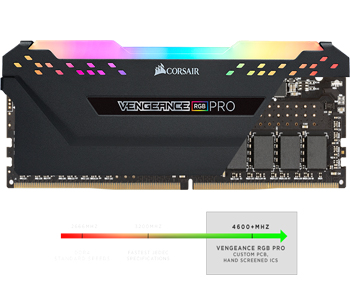 CORSAIR
VENGEANCE RGB PRO
4600+MHZ
VENGEANCE RGB PRO
CUSTOM PCB,
HAND SCREENED ICS